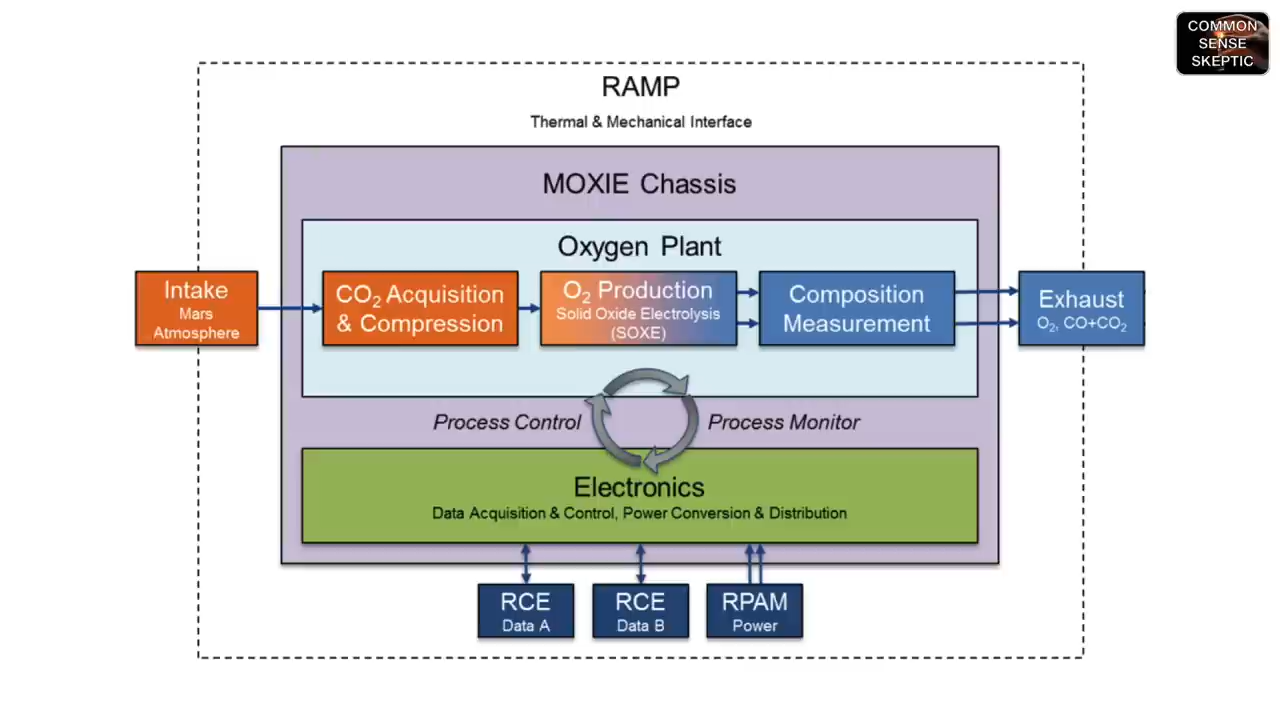 COMMON
SENSE
SKEPTIC
RAMP
Thermal & Mechanical Interface
MOXIE Chassis
Oxygen Plant
Intake
Mars
Atmosphere
CO₂ Acquisition
& Compression
O₂ Production
Solid Oxide Electrolysis
(SOXE)
Composition
Measurement
Exhaust
O₂, CO+CO₂
Process Control
Process Monitor
Electronics
Data Acquisition & Control, Power Conversion & Distribution
RCE
Data A
RCE
Data B
RPAM
Power